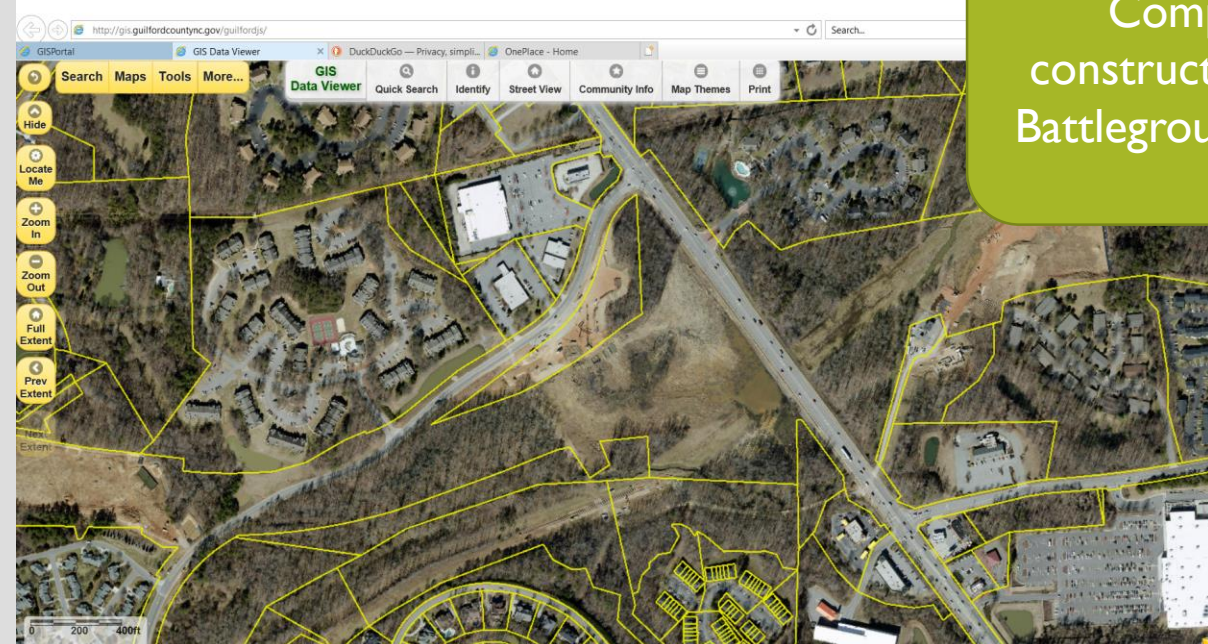 Comp
construct
Battlegrou
http://gis.guilfordcountync.gov/guilfordjs/
Search...
GISPortal
GIS Data Viewer
DuckDuckGo — Privacy, simpli...
OnePlace - Home
Search Maps Tools More...
GIS
Data Viewer
Quick Search
Identify
Street View
Community Info
Map Themes
Print
Hide
Locate
Me
Zoom
In
Zoom
Out
Full
Extent
Prev
Extent
Next
Extent
0 200 400ft